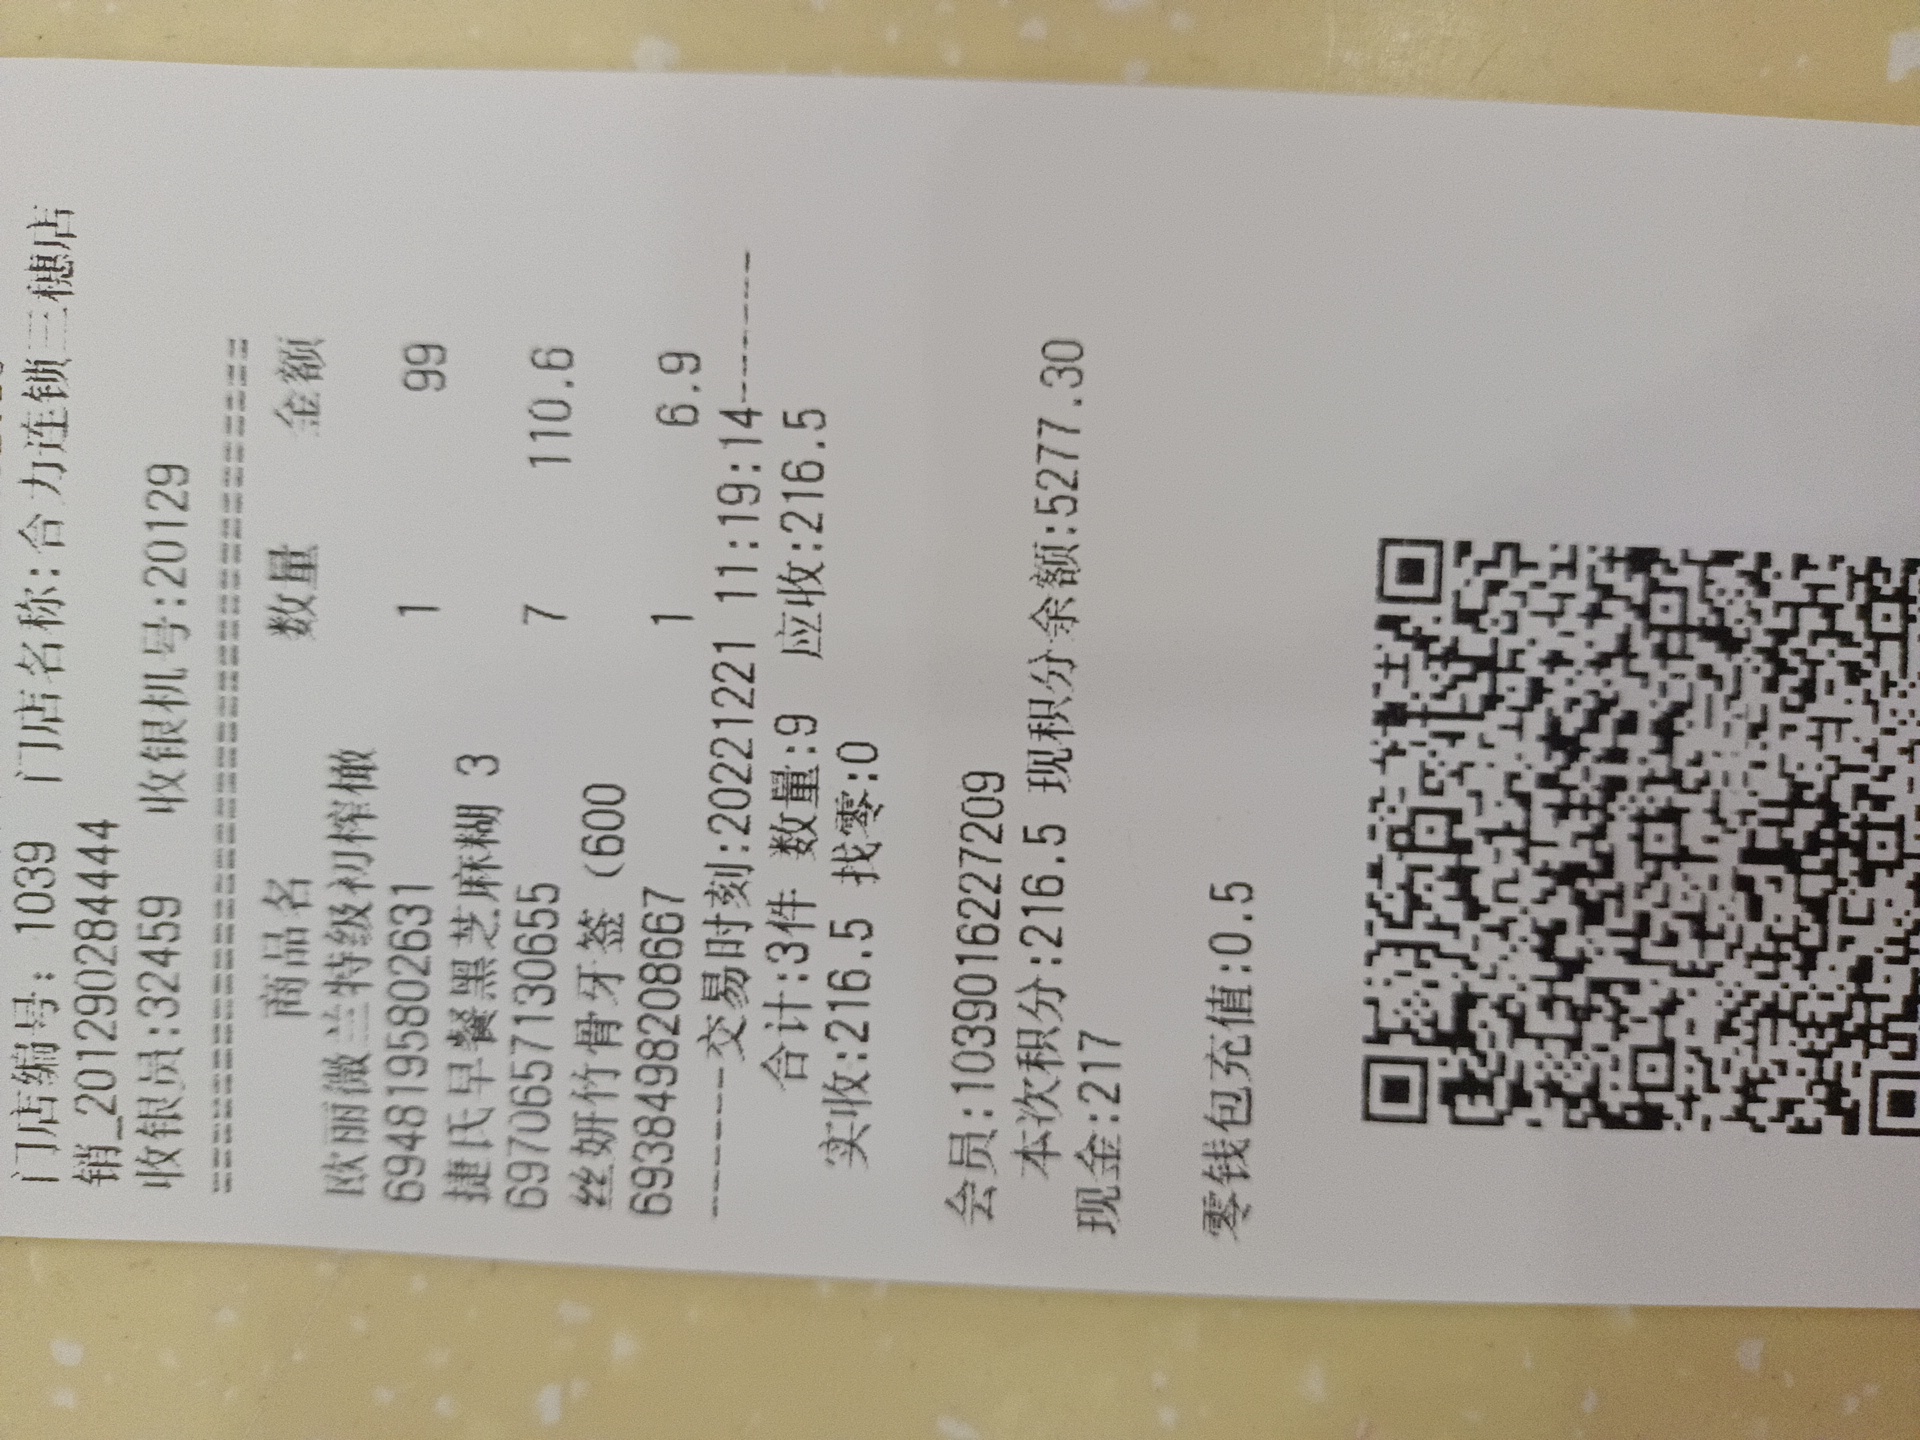 门店编号: 1039 门店名称:合力连锁三穗店
销_201290284444
收银员:32459 收银机号:20129
商品名 数量 金额
欧丽薇兰特级初榨橄
6948195802631 1 99
捷氏早餐黑芝麻糊 3
6970657130655 7 110.6
丝妍竹骨牙签 (600
6938498208667 1 6.9
--------交易时刻:20221221 11:19:14--------
合计:3件 数量:9 应收:216.5
实收:216.5 找零:0
会员:1039016227209
本次积分:216.5 现积分余额:5277.30
现金:217
零钱包充值:0.5